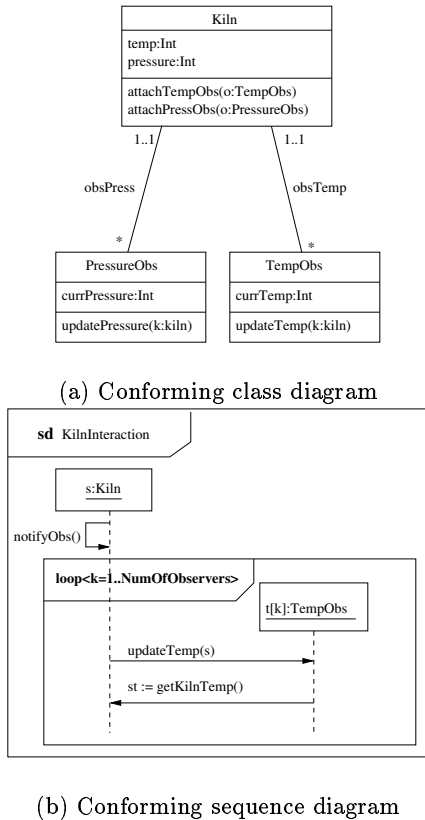 Kiln
temp:Int
pressure:Int
attachTempObs(o:TempObs)
attachPressObs(o:PressureObs)
1..1
1..1
obsPress
obsTemp
*
*
PressureObs
currPressure:Int
updatePressure(k:kiln)
TempObs
currTemp:Int
updateTemp(k:kiln)
(a) Conforming class diagram
sd KilnInteraction
s:Kiln
notifyObs()
loop<k=1..NumOfObservers>
t[k]:TempObs
updateTemp(s)
st := getKilnTemp()
(b) Conforming sequence diagram